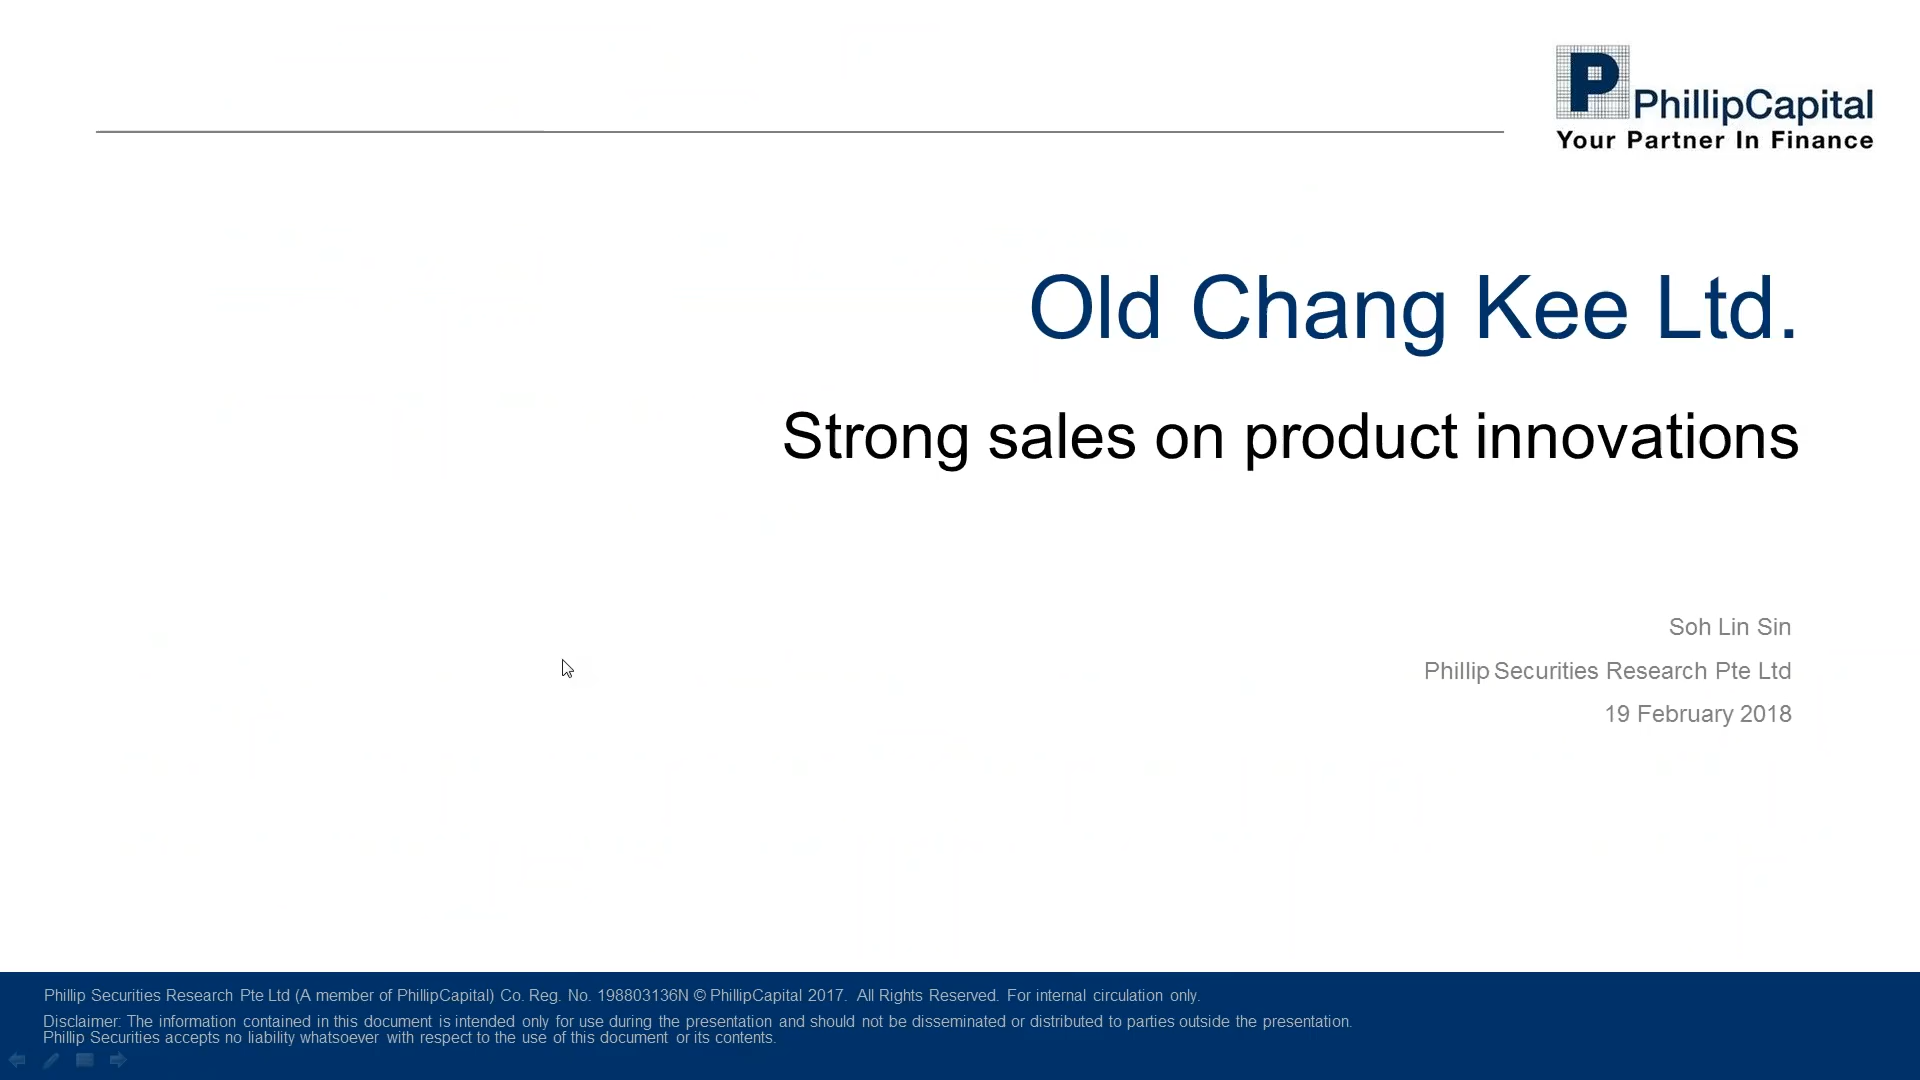 PhillipCapital
Your Partner In Finance
Old Chang Kee Ltd.
Strong sales on product innovations
Soh Lin Sin
Phillip Securities Research Pte Ltd
19 February 2018
Phillip Securities Research Pte Ltd (A member of PhillipCapital) Co. Reg. No. 198803136N © PhillipCapital 2017. All Rights Reserved. For internal circulation only.
Disclaimer: The information contained in this document is intended only for use during the presentation and should not be disseminated or distributed to parties outside the presentation.
Phillip Securities accepts no liability whatsoever with respect to the use of this document or its contents.